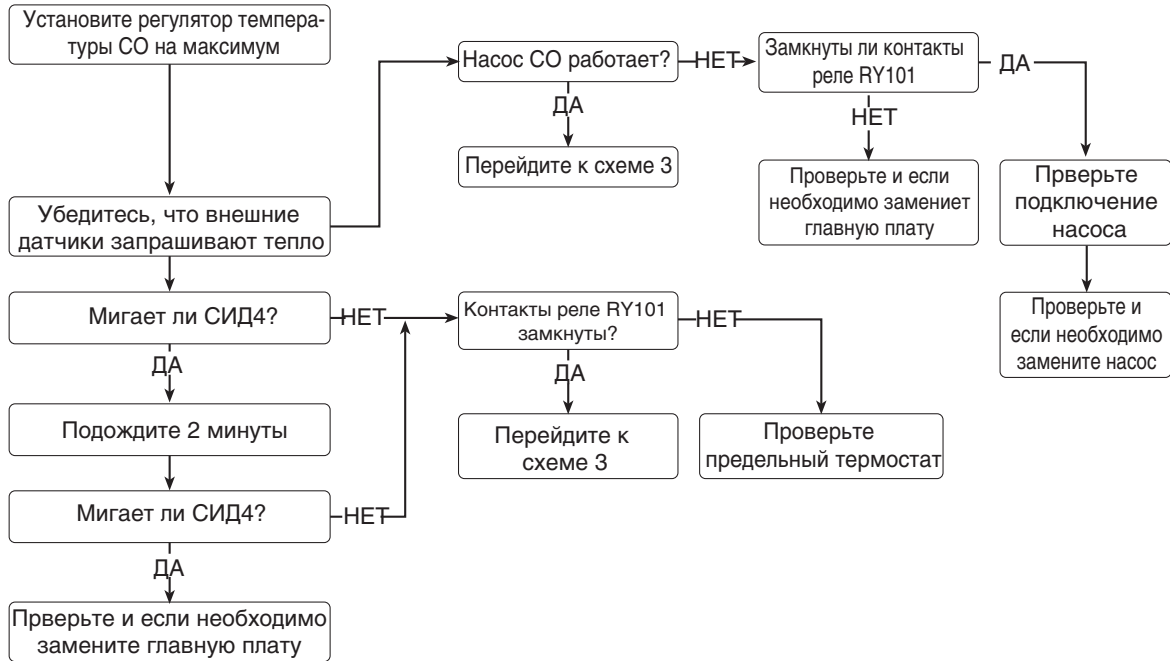 Установите регулятор темпера-
туры СО на максимум
Насос СО работает?
НЕТ
Замкнуты ли контакты
реле RY101
ДА
ДА
НЕТ
Перейдите к схеме 3
Проверьте и если
необходимо замениет
главную плату
Прверьте
подключение
насоса
Убедитесь, что внешние
датчики запрашивают тепло
Мигает ли СИД4?
НЕТ
Контакты реле RY101
замкнуты?
НЕТ
Проверьте и
если необходимо
замените насос
ДА
ДА
Подождите 2 минуты
Перейдите к
схеме 3
Проверьте
предельный термостат
Мигает ли СИД4?
НЕТ
ДА
Прверьте и если необходимо
замените главную плату